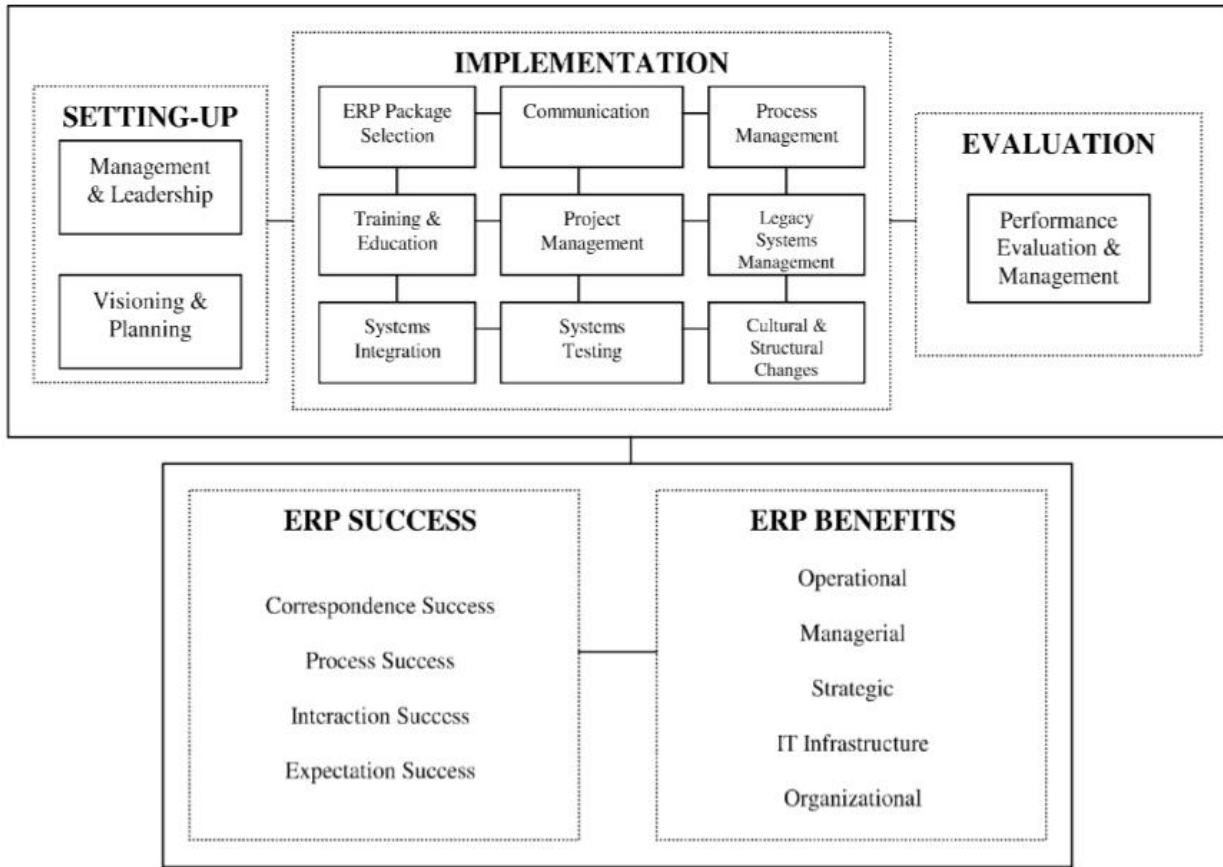 IMPLEMENTATION
SETTING-UP
Management
& Leadership
Visioning &
Planning
ERP Package
Selection
Communication
Process
Management
Training &
Education
Project
Management
Legacy
Systems
Management
Systems
Integration
Systems
Testing
Cultural &
Structural
Changes
EVALUATION
Performance
Evaluation &
Management
ERP SUCCESS
Correspondence Success
Process Success
Interaction Success
Expectation Success
ERP BENEFITS
Operational
Managerial
Strategic
IT Infrastructure
Organizational